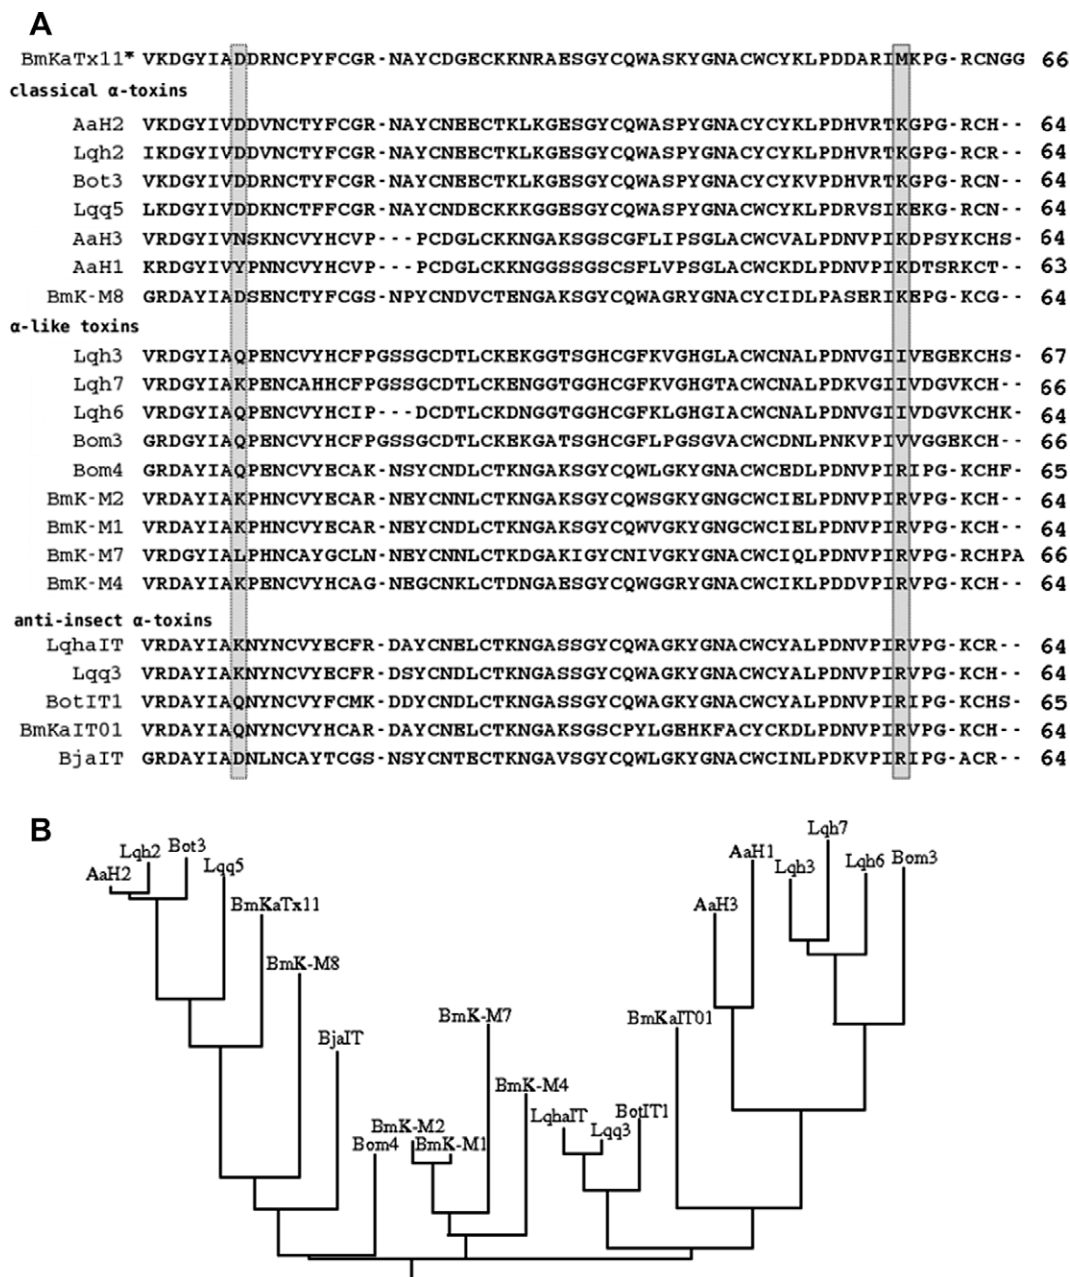 A
BmKaTx11* VKDGYIADDRNCPYFCGR-NAYCDGECKKNRAESGYCQWASKYGNACWCYKLPDDARIMKPG-RCNGG 66
classical α-toxins
AaH2 VKDGYIVDDVNCTYFCGR-NAYCNEECTKLKGESGYCQWASPYGNACYCYKLPDHVRTKGPG-RCH-- 64
Lqh2 IKDGYIVDDVNCTYFCGR-NAYCNEECTKLKGESGYCQWASPYGNACYCYKLPDHVRTKGPG-RCR-- 64
Bot3 VKDGYIVDDRNCTYFCGR-NAYCNEECTKLKGESGYCQWASPYGNACYCYKVPDHVRTKGPG-RCN-- 64
Lqq5 LKDGYIVDDKNCTFFCGR-NAYCNDECKKKGGESGYCQWASPYGNACWCYKLPDRVSIKEKG-RCN-- 64
AaH3 VRDGYIVNSKNCVYHCVP---PCDGLCKKNGAKSGSCGFLIPSGLACWCVALPDNVPIKDPSYKCHS- 64
AaH1 KRDGYIVYPNNCVYHCVP---PCDGLCKKNGGSSGSCSFLVPSGLACWCKDLPDNVPIKDTSRKCT-- 63
BmK-M8 GRDAYIADSENCTYFCGS-NPYCNDVCTENGAKSGYCQWAGRYGNACYCIDLPASERIKEPG-KCG-- 64
α-like toxins
Lqh3 VRDGYIAQPENCVYHCFPGSSGCDTLCKEKGGTSGHCGFKVGHGLACWCNALPDNVGIIVEGEKCHS- 67
Lqh7 VRDGYIAKPENCAHHCFPGSSGCDTLCKENGGTGGHCGFKVGHGTACWCNALPDKVGIIVDGVKCH-- 66
Lqh6 VRDGYIAQPENCVYHCIP---DCDTLCKDNGGTGGHCGFKLGHGIACWCNALPDNVGIIVDGVKCHK- 64
Bom3 GRDGYIAQPENCVYHCFPGSSGCDTLCKEKGATSGHCGFLPGSGVACWCDNLPNKVPIVVGGEKCH-- 66
Bom4 GRDAYIAQPENCVYECAK-NSYCNDLCTKNGAKSGYCQWLGKYGNACWCEDLPDNVPIRIPG-KCHF- 65
BmK-M2 VRDAYIAKPHNCVYECAR-NEYCNNLCTKNGAKSGYCQWSGKYGNGCWCIELPDNVPIRVPG-KCH-- 64
BmK-M1 VRDAYIAKPHNCVYECAR-NEYCNDLCTKNGAKSGYCQWVGKYGNGCWCIELPDNVPIRVPG-KCH-- 64
BmK-M7 VRDGYIALPHNCAYGCLN-NEYCNNLCTKDGAKIGYCNIVGKYGNACWCIQLPDNVPIRVPG-RCHPA 66
BmK-M4 VRDAYIAKPENCVYHCAG-NEGCNKLCTDNGAESGYCQWGGRYGNACWCIKLPDDVPIRVPG-KCH-- 64
anti-insect α-toxins
LqhaIT VRDAYIAKNYNCVYECFR-DAYCNELCTKNGASSGYCQWAGKYGNACWCYALPDNVPIRVPG-KCR-- 64
Lqq3 VRDAYIAKNYNCVYECFR-DSYCNDLCTKNGASSGYCQWAGKYGNACWCYALPDNVPIRVPG-KCH-- 64
BotIT1 VRDAYIAQNYNCVYFCMK-DDYCNDLCTKNGASSGYCQWAGKYGNACWCYALPDNVPIRIPG-KCHS- 65
BmKaIT01 VRDAYIAQNYNCVYHCAR-DAYCNELCTKNGAKSGSCPYLGEHKFACYCKDLPDNVPIRVPG-KCH-- 64
BjaIT GRDAYIADNLNCAYTCGS-NSYCNTECTKNGAVSGYCQWLGKYGNACWCINLPDKVPIRIPG-ACR-- 64
B
Lqh7
Lqh2 Bot3
AaH1
Lqh3 Lqh6 Bom3
AaH2 Lqq5
BmKaTx11 AaH3
BmK-M8
BmK-M7 BmKaIT01
BjaIT
BmK-M4
LqhaIT BotIT1
BmK-M2 Lqq3
Bom4 BmK-M1